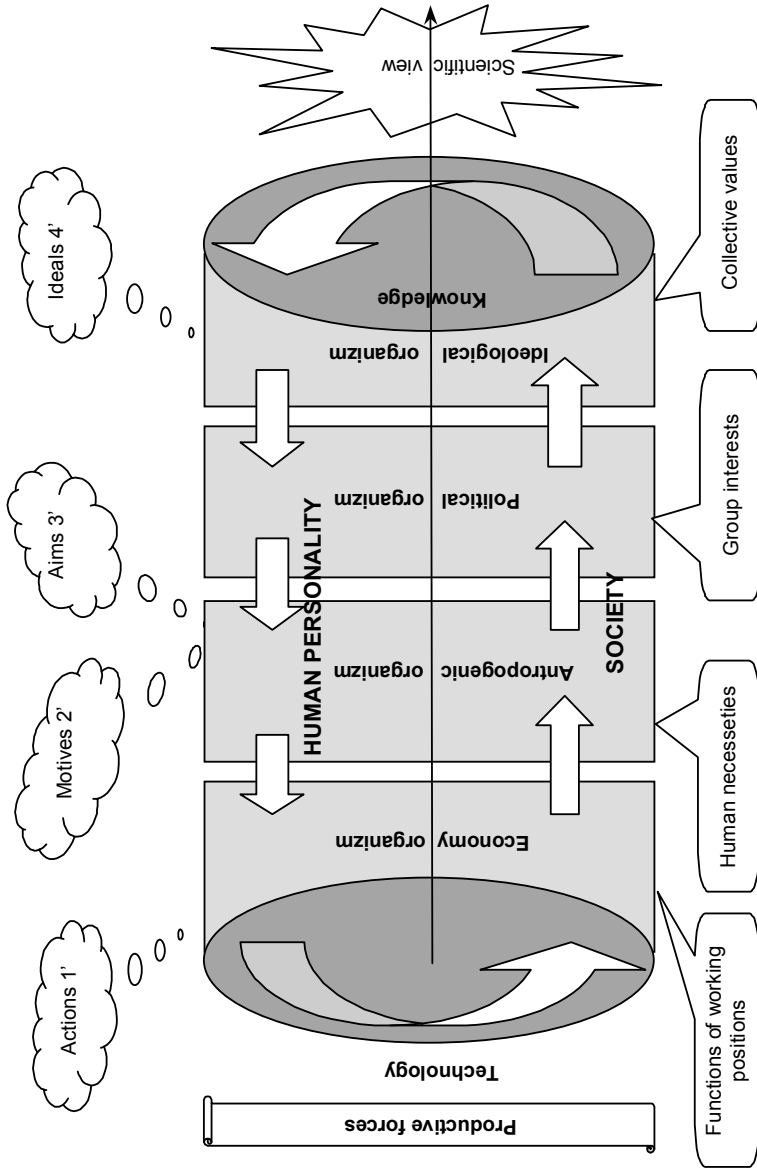 Actions 1’
Motives 2’
Aims 3’
Ideals 4’
Productive forces
Technology
HUMAN PERSONALITY
Economy
organizm
Antropogenic
organizm
Political
organizm
Ideological
organizm
Knowledge
Scientific
view
SOCIETY
Functions of working
positions
Human necesseties
Group interests
Collective values